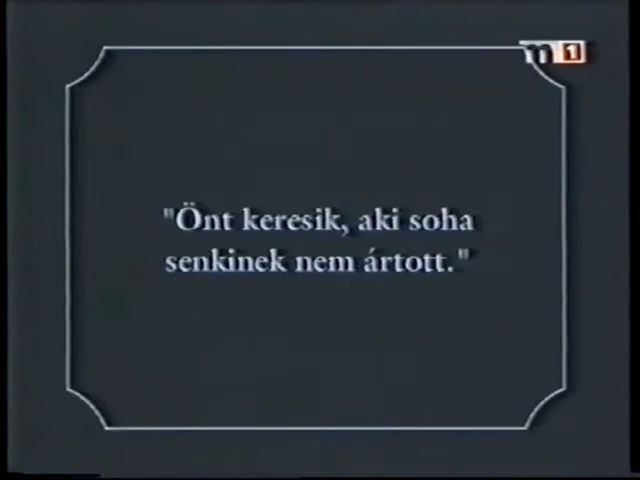 m1
"Önt keresik, aki soha
senkinek nem ártott."